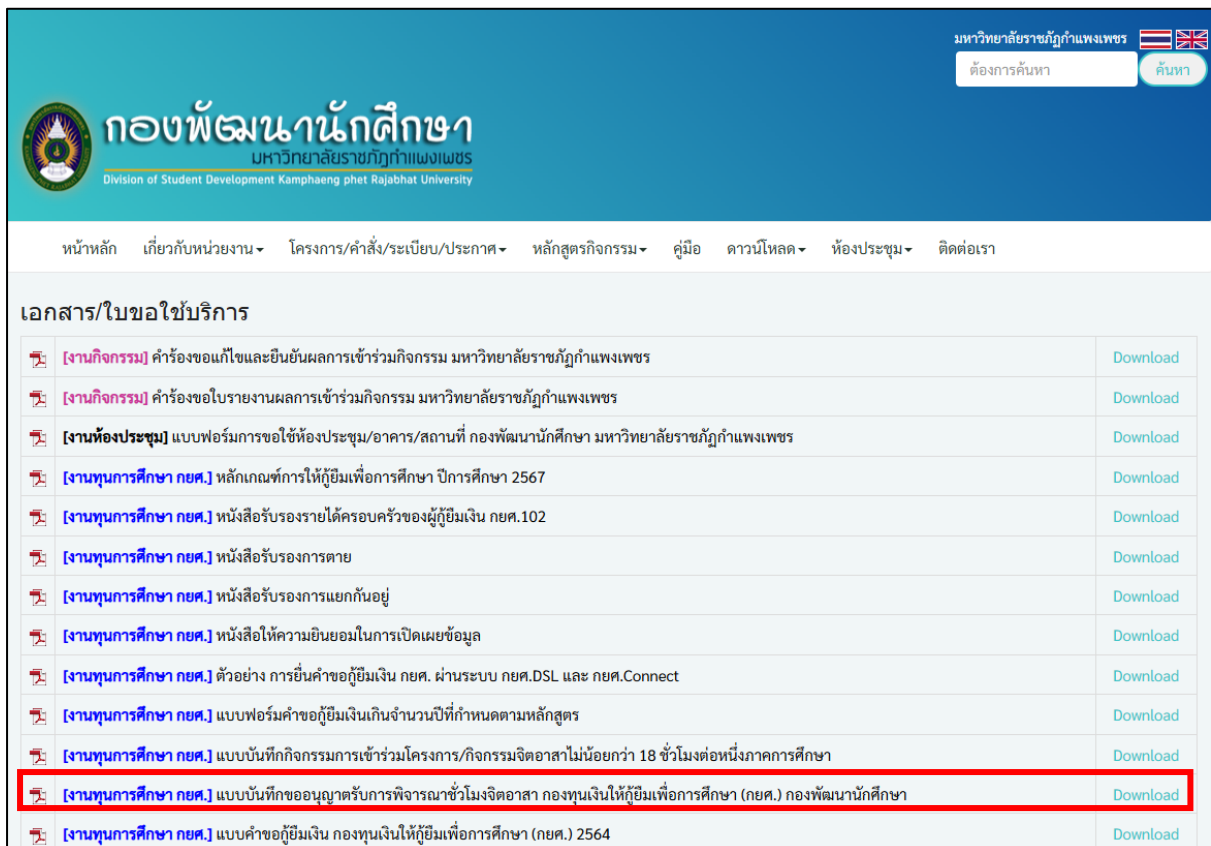 มหาวิทยาลัยราชภัฏกำแพงเพชร
ต้องการค้นหา ค้นหา
กองพัฒนานักศึกษา
มหาวิทยาลัยราชภัฏกำแพงเพชร
Division of Student Development Kamphaeng phet Rajabhat University
หน้าหลัก เกี่ยวกับหน่วยงาน โครงการ/คำสั่ง/ระเบียบ/ประกาศ หลักสูตรกิจกรรม คู่มือ ดาวน์โหลด ห้องประชุม ติดต่อเรา
เอกสาร/ใบขอใช้บริการ
[งานกิจกรรม] คำร้องขอแก้ไขและยืนยันผลการเข้าร่วมกิจกรรม มหาวิทยาลัยราชภัฏกำแพงเพชร Download
[งานกิจกรรม] คำร้องขอใบรายงานผลการเข้าร่วมกิจกรรม มหาวิทยาลัยราชภัฏกำแพงเพชร Download
[งานห้องประชุม] แบบฟอร์มการขอใช้ห้องประชุม/อาคาร/สถานที่ กองพัฒนานักศึกษา มหาวิทยาลัยราชภัฏกำแพงเพชร Download
[งานทุนการศึกษา กยศ.] หลักเกณฑ์การให้กู้ยืมเพื่อการศึกษา ปีการศึกษา 2567 Download
[งานทุนการศึกษา กยศ.] หนังสือรับรองรายได้ครอบครัวของผู้กู้ยืมเงิน กยศ.102 Download
[งานทุนการศึกษา กยศ.] หนังสือรับรองการตาย Download
[งานทุนการศึกษา กยศ.] หนังสือรับรองการแยกกันอยู่ Download
[งานทุนการศึกษา กยศ.] หนังสือให้ความยินยอมในการเปิดเผยข้อมูล Download
[งานทุนการศึกษา กยศ.] ตัวอย่าง การยื่นคำขอกู้ยืมเงิน กยศ. ผ่านระบบ กยศ.DSL และ กยศ.Connect Download
[งานทุนการศึกษา กยศ.] แบบฟอร์มคำขอกู้ยืมเงินเกินจำนวนปีที่กำหนดตามหลักสูตร Download
[งานทุนการศึกษา กยศ.] แบบบันทึกกิจกรรมการเข้าร่วมโครงการ/กิจกรรมจิตอาสาไม่น้อยกว่า 18 ชั่วโมงต่อหนึ่งภาคการศึกษา Download
[งานทุนการศึกษา กยศ.] แบบบันทึกขออนุญาตรับการพิจารณาชั่วโมงจิตอาสา กองทุนเงินให้กู้ยืมเพื่อการศึกษา (กยศ.) กองพัฒนานักศึกษา Download
[งานทุนการศึกษา กยศ.] แบบคำขอกู้ยืมเงิน กองทุนเงินให้กู้ยืมเพื่อการศึกษา (กยศ.) 2564 Download